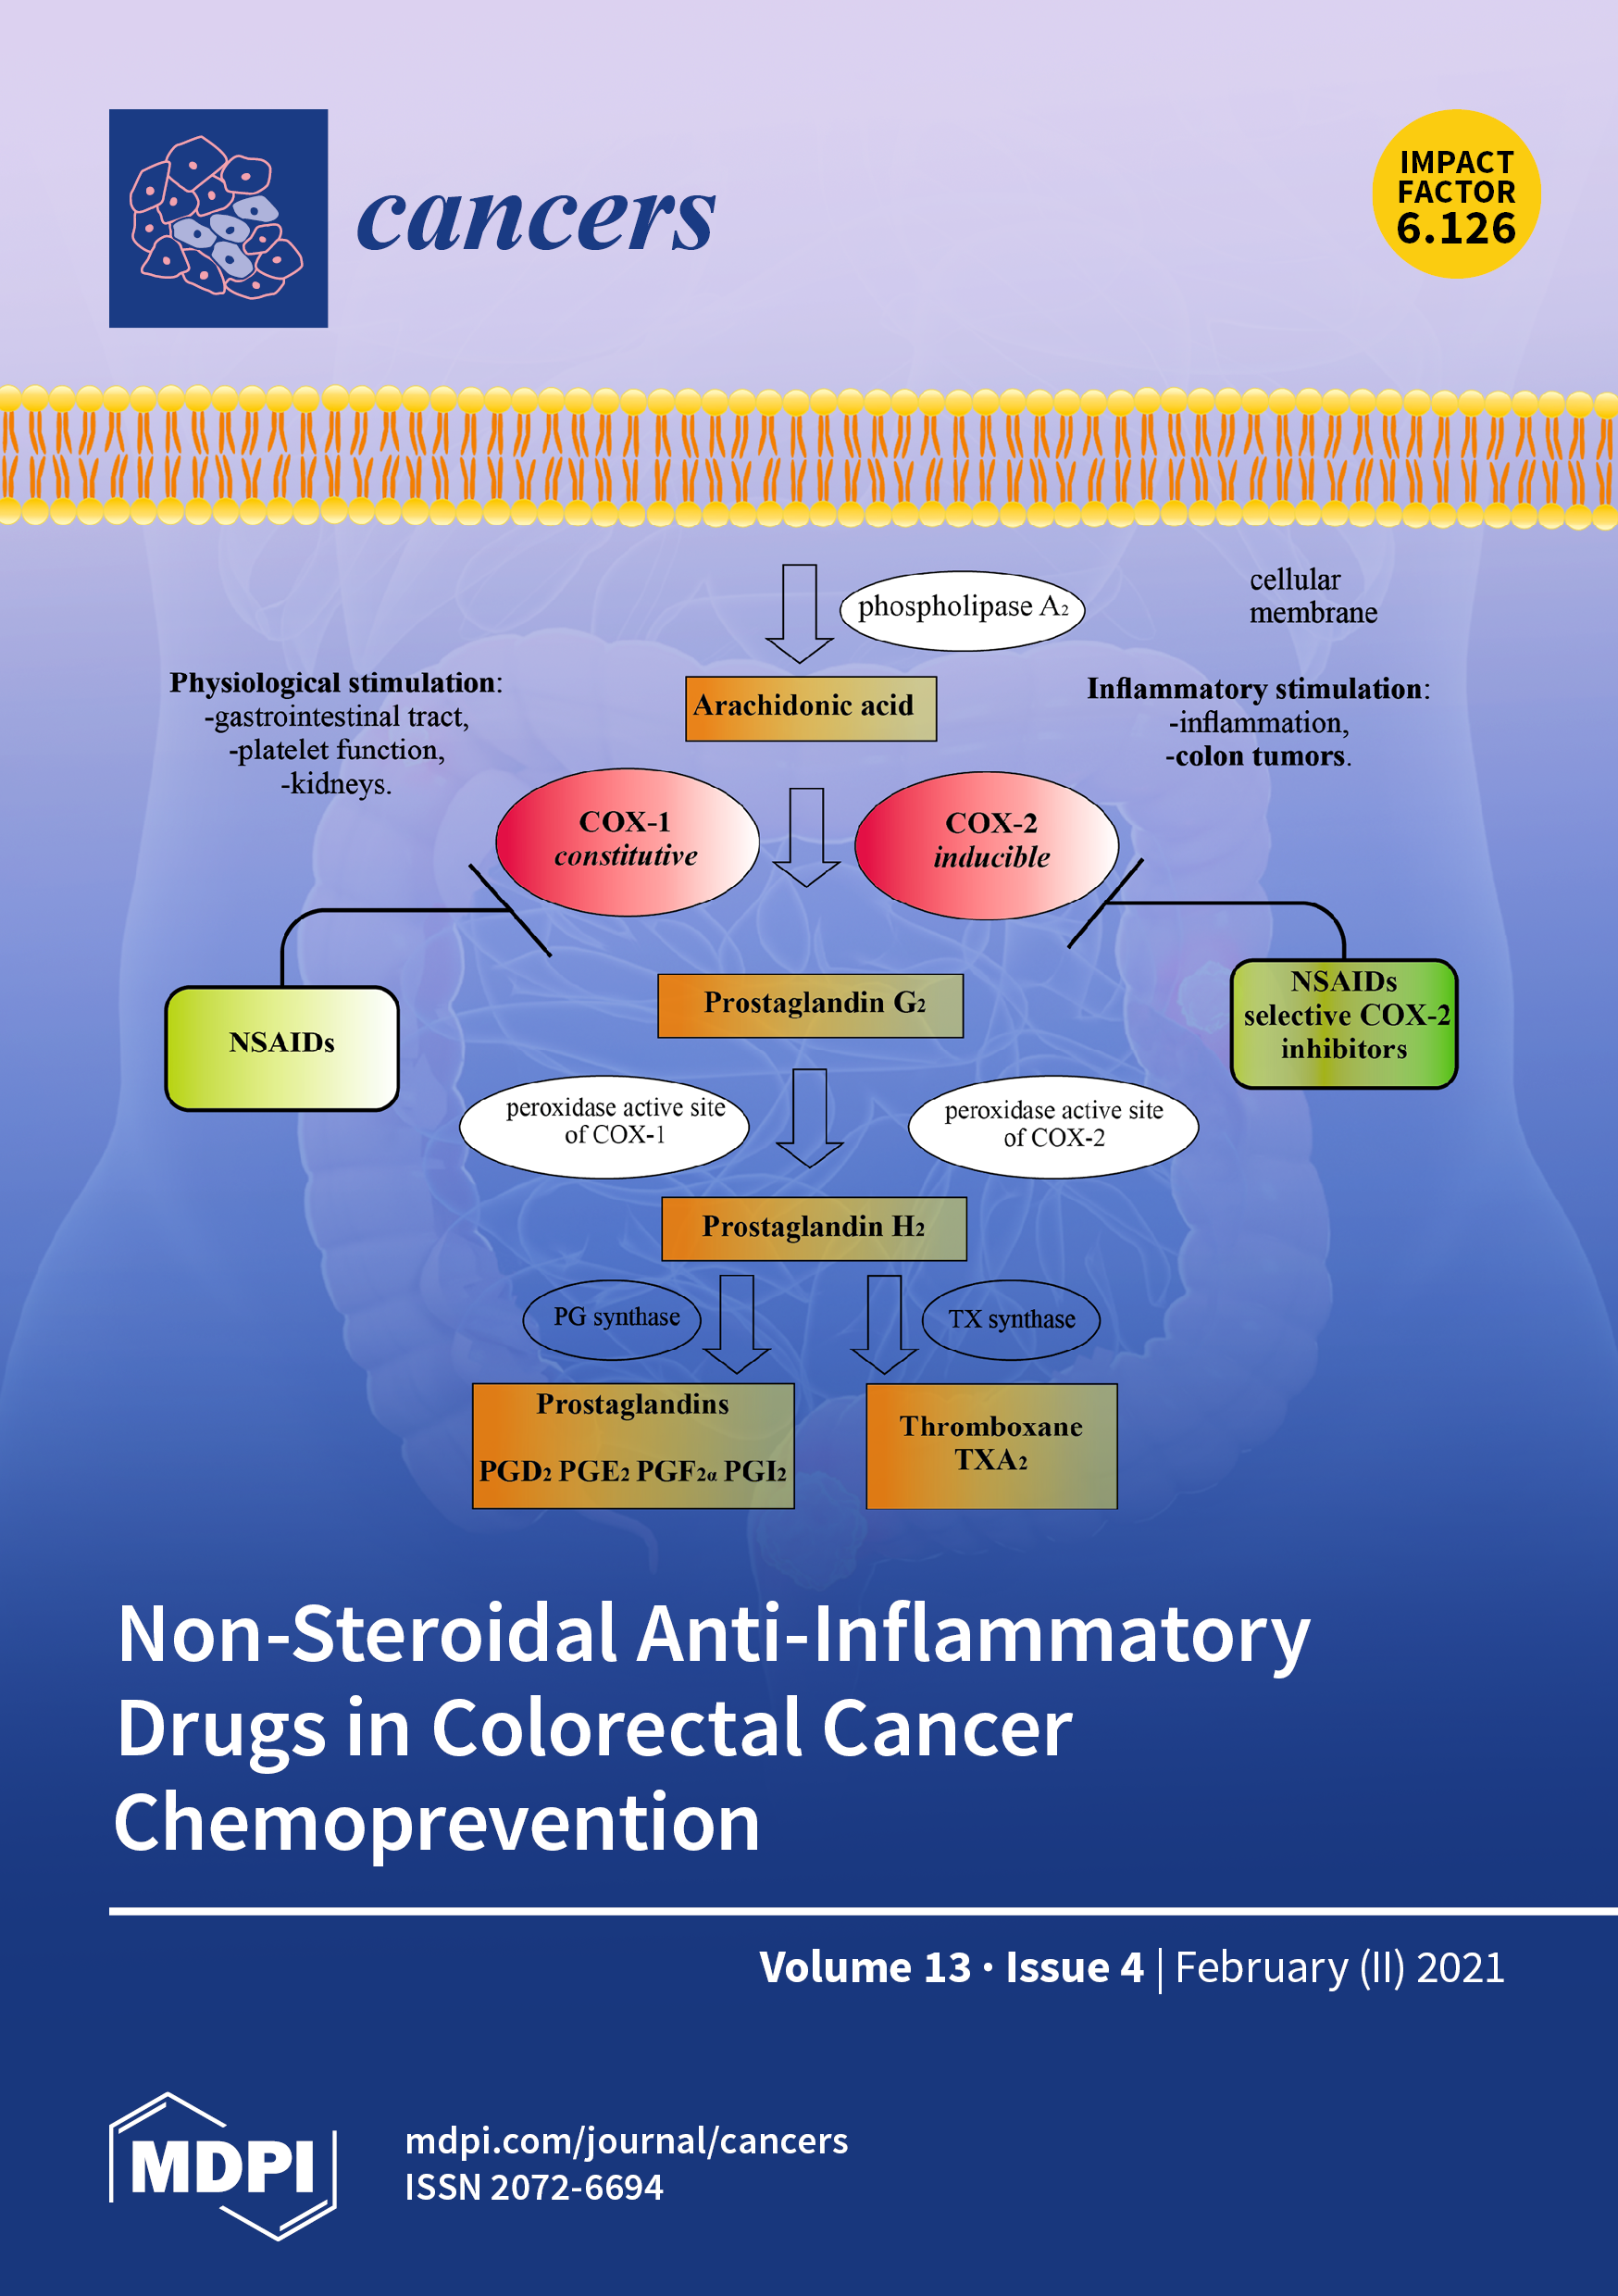 cancers
IMPACT
FACTOR
6.126
phospholipase A₂
cellular
membrane
Physiological stimulation:
-gastrointestinal tract,
-platelet function,
-kidneys.
Arachidonic acid
Inflammatory stimulation:
-inflammation,
-colon tumors.
COX-1
constitutive
COX-2
inducible
NSAIDs
Prostaglandin G₂
NSAIDs
selective COX-2
inhibitors
peroxidase active site
of COX-1
peroxidase active site
of COX-2
Prostaglandin H₂
PG synthase
TX synthase
Prostaglandins
PGD₂ PGE₂ PGF₂α PGI₂
Thromboxane
TXA₂
Non-Steroidal Anti-Inflammatory
Drugs in Colorectal Cancer
Chemoprevention
Volume 13 · Issue 4 | February (II) 2021
MDPI
mdpi.com/journal/cancers
ISSN 2072-6694